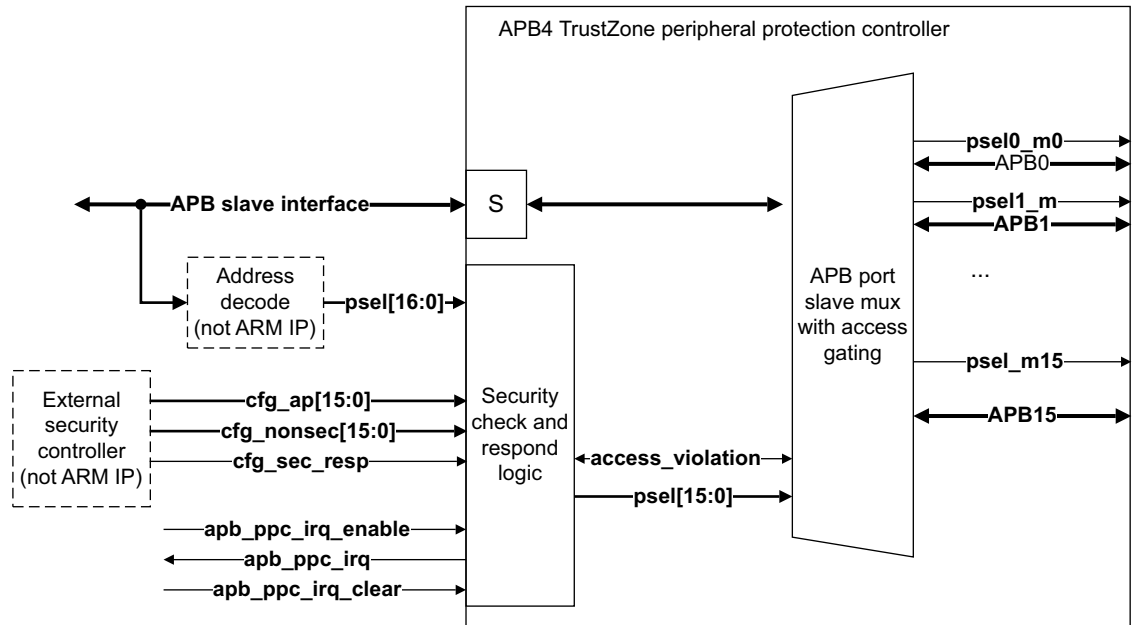 APB4 TrustZone peripheral protection controller
psel0_m0
APB0
APB slave interface
S
psel1_m
APB1
...
Address
decode
(not ARM IP)
psel[16:0]
APB port
slave mux
with access
gating
psel_m15
APB15
External
security
controller
(not ARM IP)
cfg_ap[15:0]
cfg_nonsec[15:0]
cfg_sec_resp
Security
check and
respond
logic
access_violation
psel[15:0]
apb_ppc_irq_enable
apb_ppc_irq
apb_ppc_irq_clear